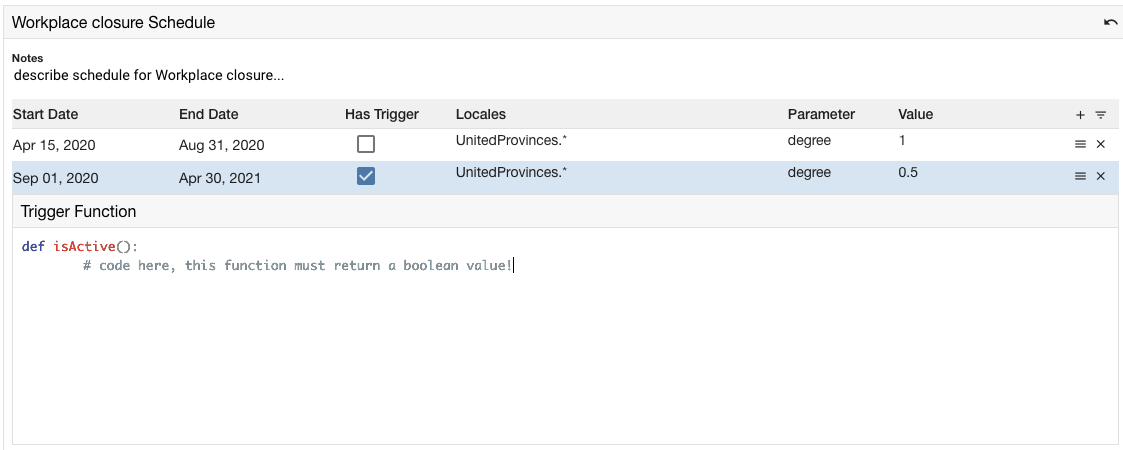 Workplace closure Schedule
Notes
describe schedule for Workplace closure...
Start Date End Date Has Trigger Locales Parameter Value
Apr 15, 2020 Aug 31, 2020 UnitedProvinces.* degree 1
Sep 01, 2020 Apr 30, 2021 UnitedProvinces.* degree 0.5
Trigger Function
def isActive():
# code here, this function must return a boolean value!